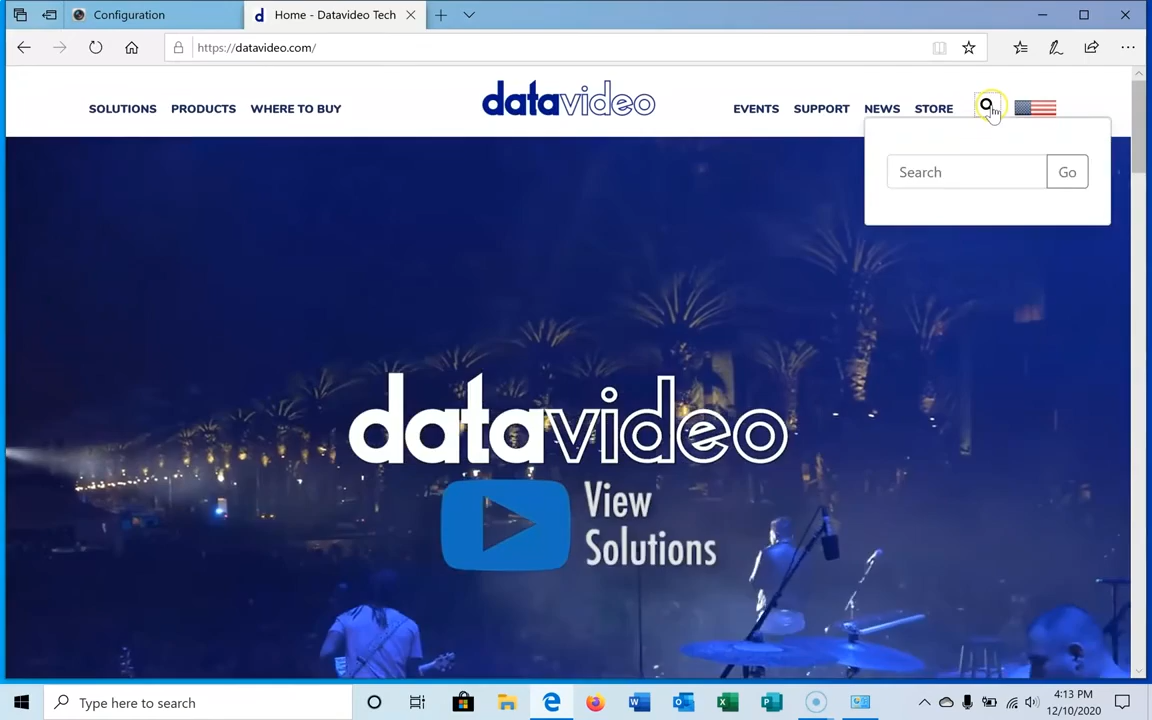 Configuration
d Home - Datavideo Tech
https://datavideo.com/
SOLUTIONS PRODUCTS WHERE TO BUY
datavideo
EVENTS SUPPORT NEWS STORE
Search Go
datavideo
View
Solutions
Type here to search
4:13 PM
12/10/2020